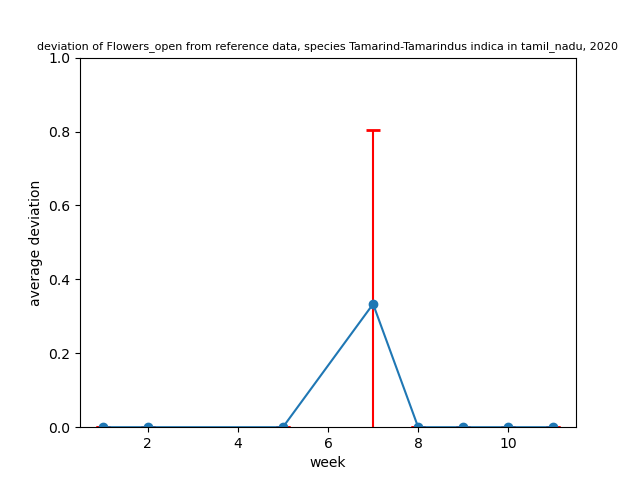 deviation of Flowers_open from reference data, species Tamarind-Tamarindus indica in tamil_nadu, 2020
1.0
0.8
0.6
0.4
0.2
0.0
average deviation
2 4 6 8 10
week